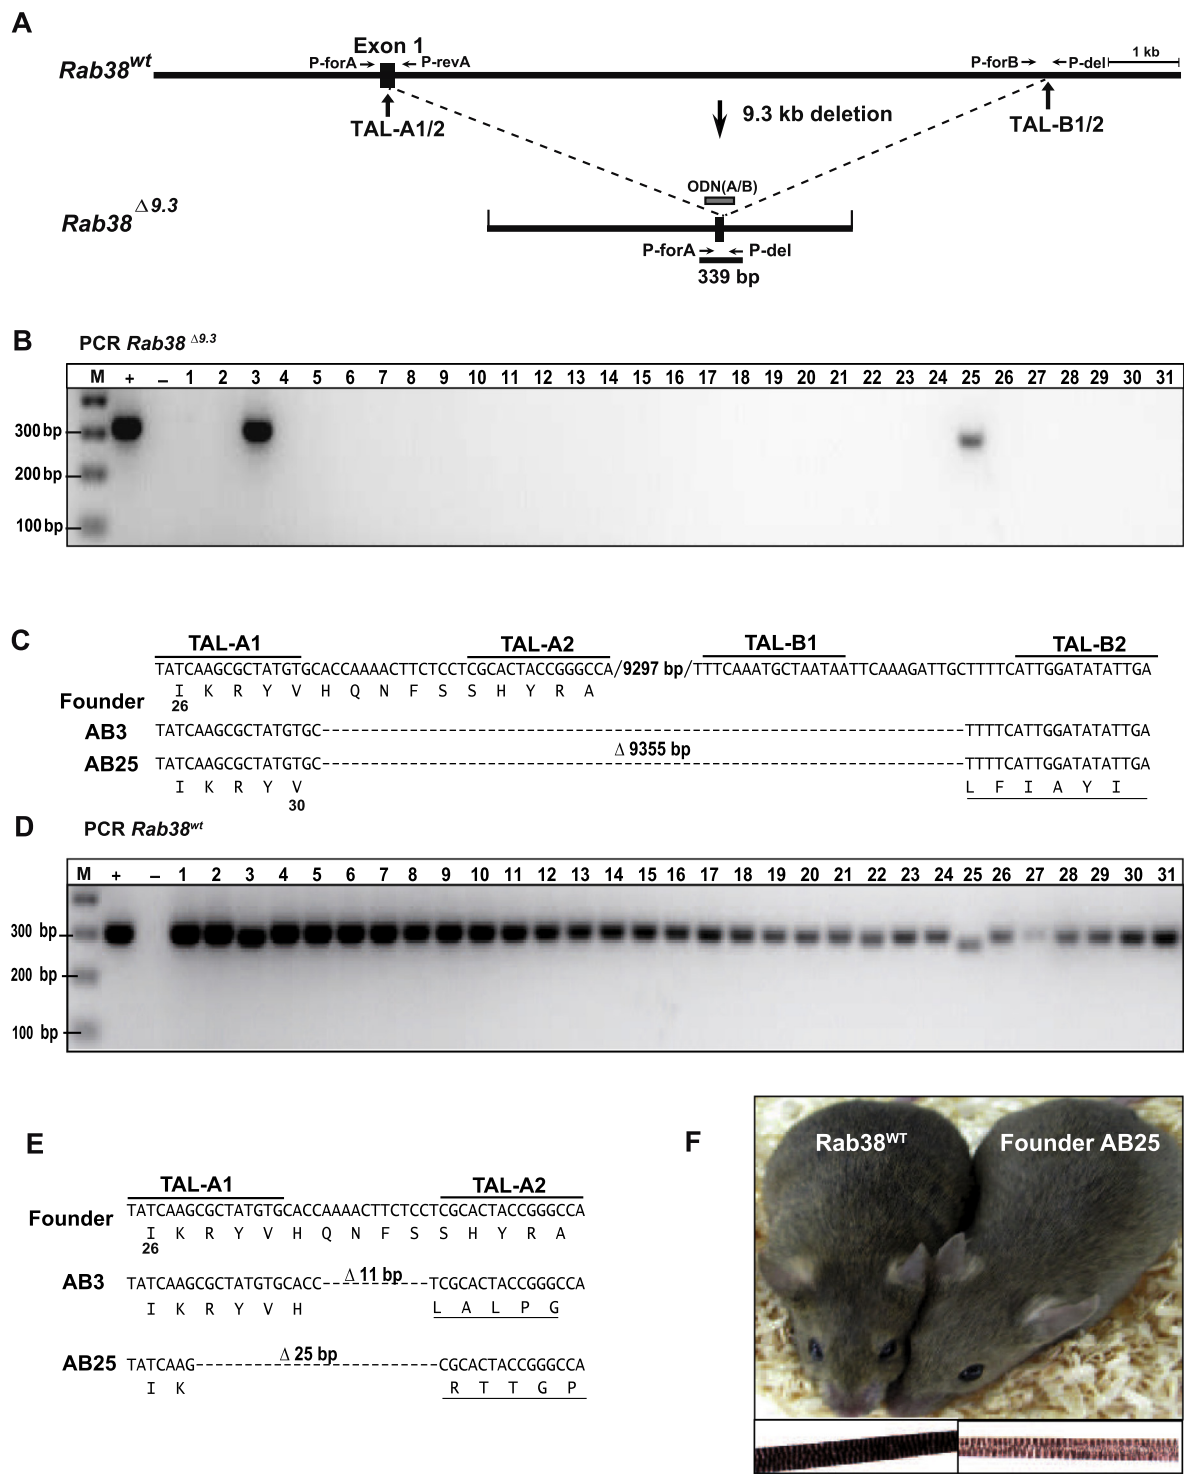 A
Exon 1
Rab38wt
P-forA
P-revA
P-forB
P-del
1 kb
TAL-A1/2
9.3 kb deletion
TAL-B1/2
ODN(A/B)
Rab38 Δ9.3
P-forA
P-del
339 bp
B
PCR Rab38 Δ9.3
M + – 1 2 3 4 5 6 7 8 9 10 11 12 13 14 15 16 17 18 19 20 21 22 23 24 25 26 27 28 29 30 31
300 bp
200 bp
100 bp
C
TAL-A1 TAL-A2 TAL-B1 TAL-B2
TATCAAGCGCTATGTGCACCAAAACTTCTCCTCGCACTACCGGGCCA/9297 bp/TTTCAAATGCTAATAATTCAAAGATTGCTTTTCATTGGATATATTGA
I K R Y V H Q N F S S H Y R A
Founder
26
AB3 TATCAAGCGCTATGTGC TTTTCATTGGATATATTGA
Δ 9355 bp
AB25 TATCAAGCGCTATGTGC TTTTCATTGGATATATTGA
I K R Y V L F I A Y I
30
D
PCR Rab38wt
M + – 1 2 3 4 5 6 7 8 9 10 11 12 13 14 15 16 17 18 19 20 21 22 23 24 25 26 27 28 29 30 31
300 bp
200 bp
100 bp
E
TAL-A1 TAL-A2
Founder TATCAAGCGCTATGTGCACCAAAACTTCTCCTCGCACTACCGGGCCA
I K R Y V H Q N F S S H Y R A
26
AB3 TATCAAGCGCTATGTGCACC Δ 11 bp TCGCACTACCGGGCCA
I K R Y V H L A L P G
AB25 TATCAAG Δ 25 bp CGCACTACCGGGCCA
I K R T T G P
F
Rab38WT
Founder AB25